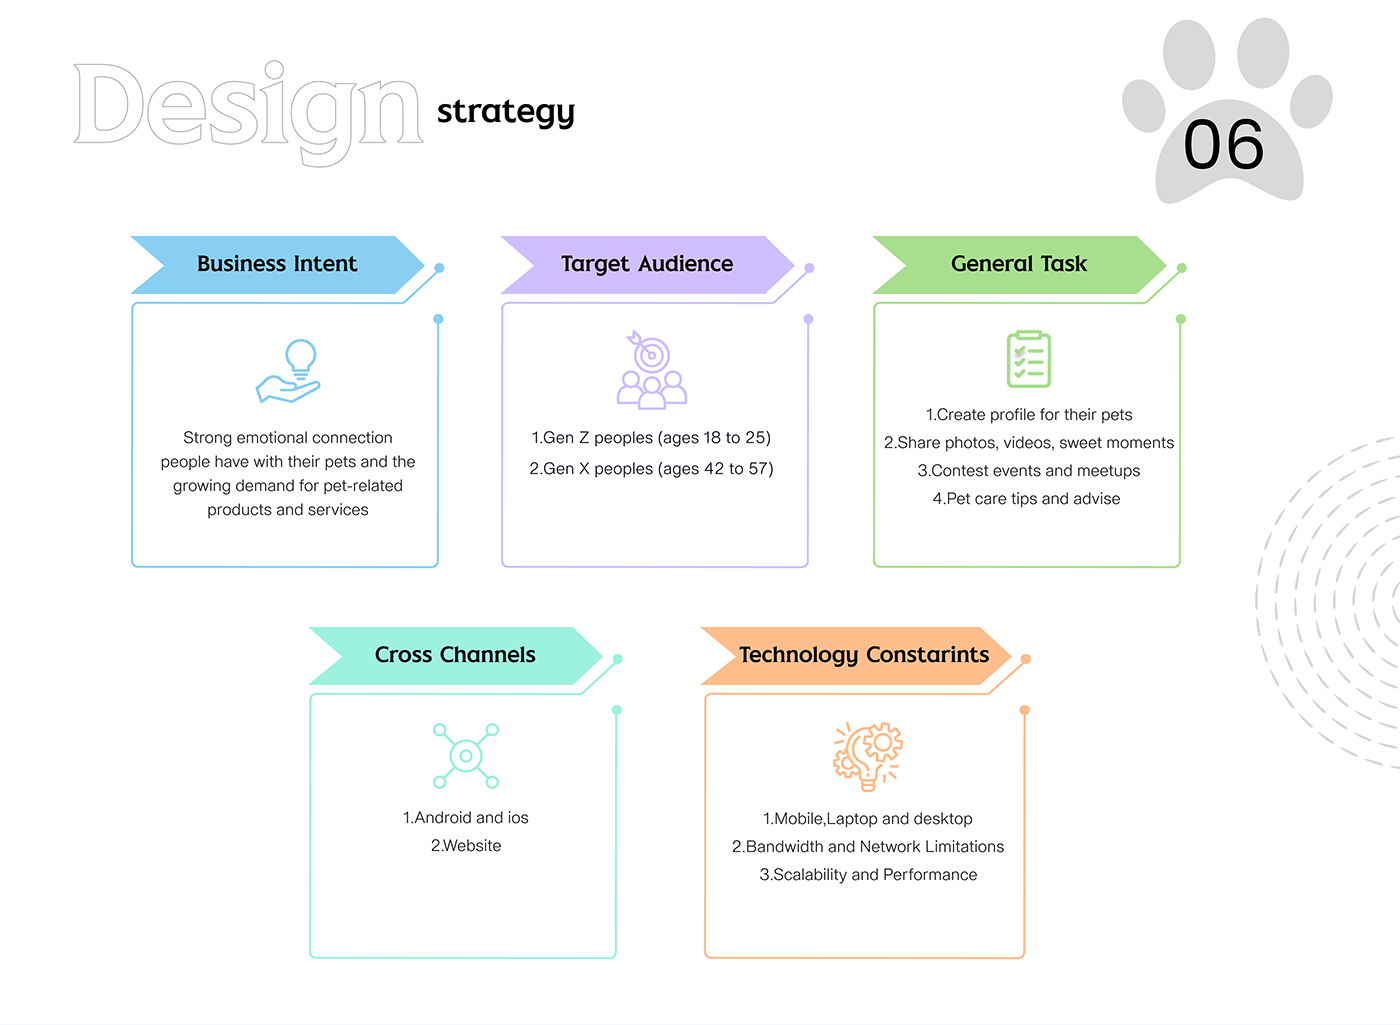 Design strategy
06
Business Intent
Strong emotional connection
people have with their pets and the
growing demand for pet-related
products and services
Target Audience
1.Gen Z peoples (ages 18 to 25)
2.Gen X peoples (ages 42 to 57)
General Task
1.Create profile for their pets
2.Share photos, videos, sweet moments
3.Contest events and meetups
4.Pet care tips and advise
Cross Channels
1.Android and ios
2.Website
Technology Constarints
1.Mobile,Laptop and desktop
2.Bandwidth and Network Limitations
3.Scalability and Performance